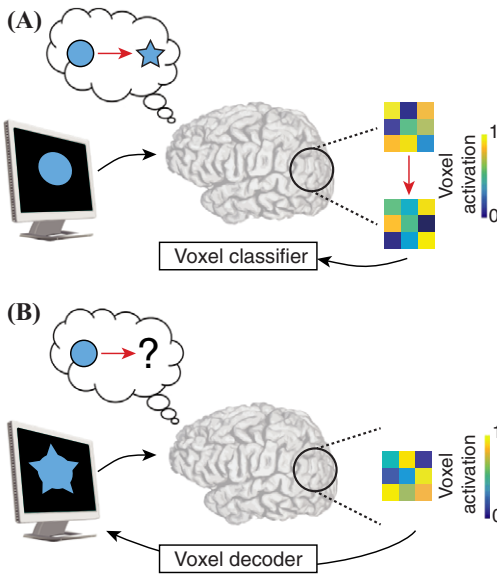 (A)
1
Voxel
activation
0
Voxel classifier
(B)
?
1
Voxel
activation
0
Voxel decoder